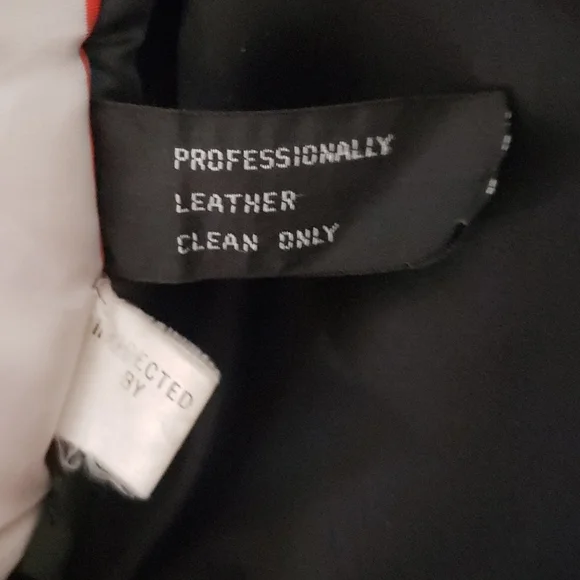 PROFESSIONALLY
LEATHER
CLEAN ONLY
INSPECTED
BY